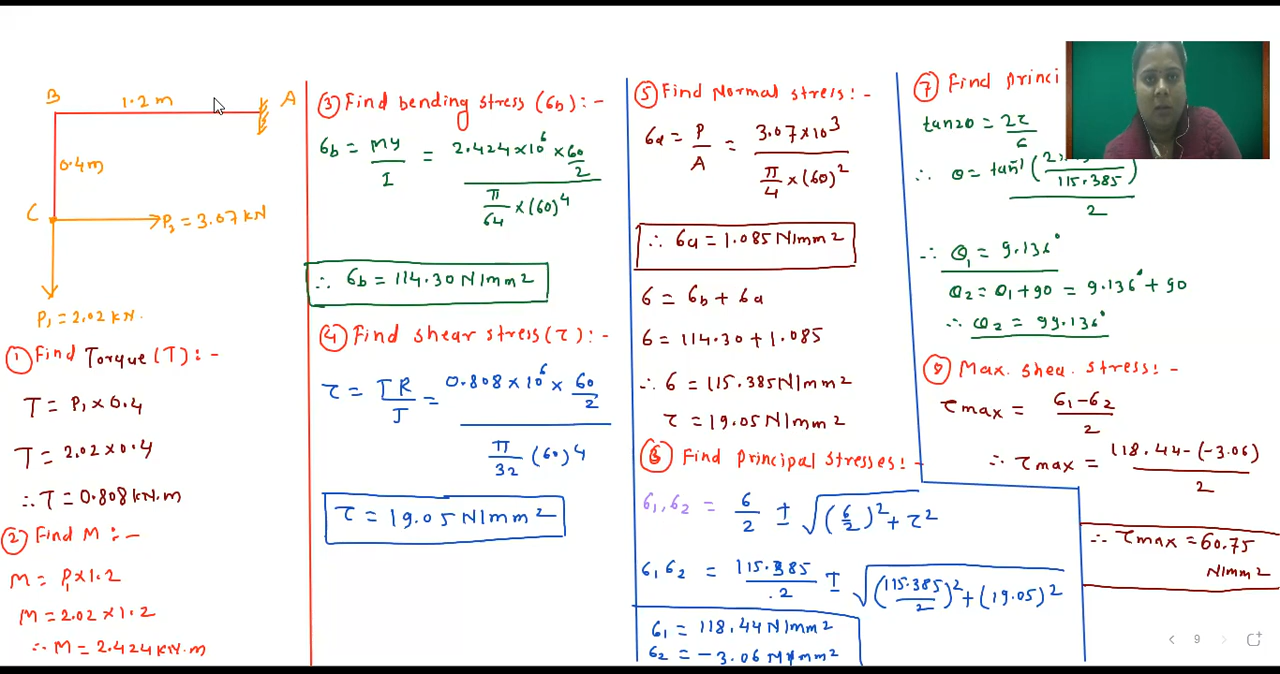 B
1.2 m
A
0.4m
C
P2 = 3.07 kN
P1 = 2.02 kN.
① Find Torque (T) :-
T = P1 × 0.4
T = 2.02 × 0.4
∴ T = 0.808 kN.m
② Find M :-
M = P1 × 1.2
M = 2.02 × 1.2
∴ M = 2.424 kN.m
③ Find bending stress (6b) :-
6b = My / I = 2.424 × 10^6 × 60/2 / π/64 × (60)^4
∴ 6b = 114.30 N/mm2
④ Find shear stress (τ) :-
τ = TR / J = 0.808 × 10^6 × 60/2 / π/32 (60)^4
τ = 19.05 N/mm2
⑤ Find Normal stress :-
6a = P / A = 3.07 × 10^3 / π/4 × (60)^2
∴ 6a = 1.085 N/mm2
6 = 6b + 6a
6 = 114.30 + 1.085
∴ 6 = 115.385 N/mm2
τ = 19.05 N/mm2
Find Principal Stresses :-
61, 62 = 6/2 ± √(6/2)^2 + τ^2
6162 = 115.385 / 2 ± √(115.385/2)^2 + (19.05)^2
61 = 118.44 N/mm2
62 = -3.06 N/mm2
⑦ Find princi
tan2θ = 2τ / 6
∴ θ = tan-1 ( / 115.385) / 2
∴ θ1 = 9.136°
θ2 = θ1 + 90 = 9.136° + 90
∴ θ2 = 99.136°
Max. shea. stress :-
τmax = 61 - 62 / 2
∴ τmax = 118.44 - (-3.06) / 2
∴ τmax = 60.75
N/mm2
9